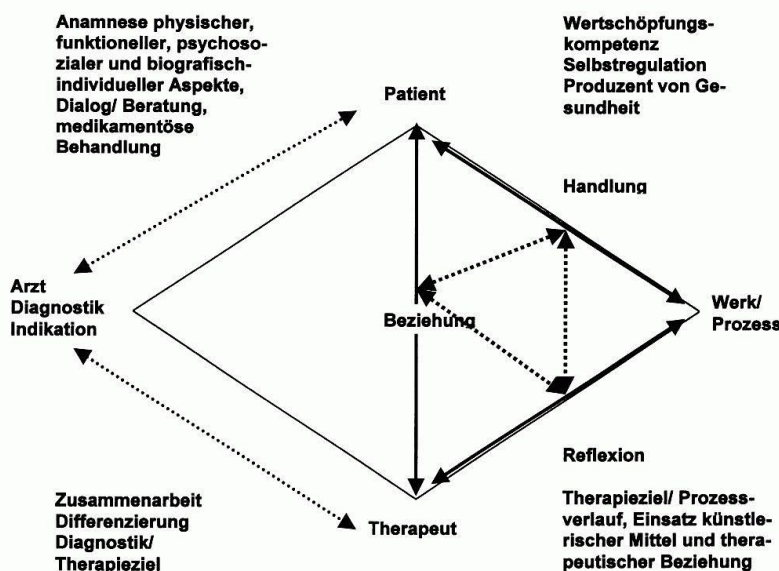 Anamnese physischer,
funktioneller, psychoso-
zialer und biografisch-
individueller Aspekte,
Dialog/ Beratung,
medikamentöse
Behandlung
Wertschöpfungs-
kompetenz
Selbstregulation
Produzent von Ge-
sundheit
Patient
Handlung
Arzt
Diagnostik
Indikation
Beziehung
Werk/
Prozess
Reflexion
Zusammenarbeit
Differenzierung
Diagnostik/
Therapieziel
Therapeut
Therapieziel/ Prozess-
verlauf, Einsatz künstle-
rischer Mittel und thera-
peutischer Beziehung